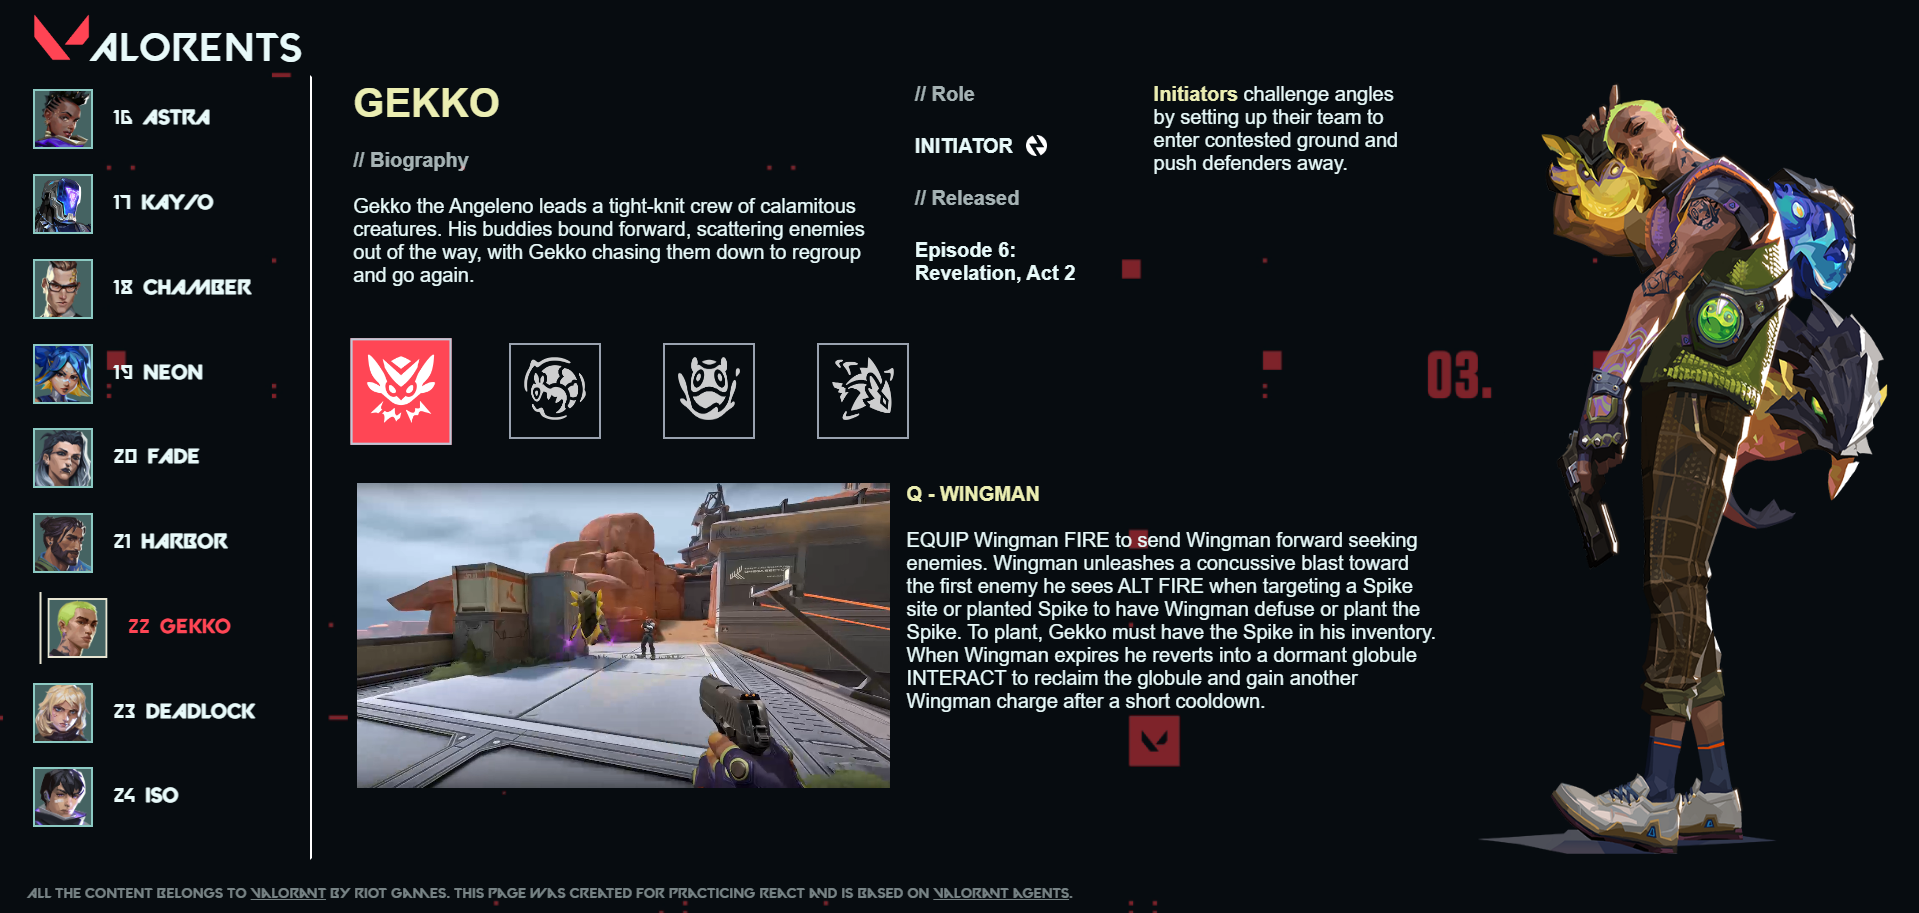 VALORENTS
16 ASTRA
17 KAY/O
18 CHAMBER
19 NEON
20 FADE
21 HARBOR
22 GEKKO
23 DEADLOCK
24 ISO
GEKKO
// Biography
Gekko the Angeleno leads a tight-knit crew of calamitous
creatures. His buddies bound forward, scattering enemies
out of the way, with Gekko chasing them down to regroup
and go again.
// Role
INITIATOR
// Released
Episode 6:
Revelation, Act 2
Initiators challenge angles
by setting up their team to
enter contested ground and
push defenders away.
03.
Q - WINGMAN
EQUIP Wingman FIRE to send Wingman forward seeking
enemies. Wingman unleashes a concussive blast toward
the first enemy he sees ALT FIRE when targeting a Spike
site or planted Spike to have Wingman defuse or plant the
Spike. To plant, Gekko must have the Spike in his inventory.
When Wingman expires he reverts into a dormant globule
INTERACT to reclaim the globule and gain another
Wingman charge after a short cooldown.
ALL THE CONTENT BELONGS TO VALORANT BY RIOT GAMES. THIS PAGE WAS CREATED FOR PRACTICING REACT AND IS BASED ON VALORANT AGENTS.